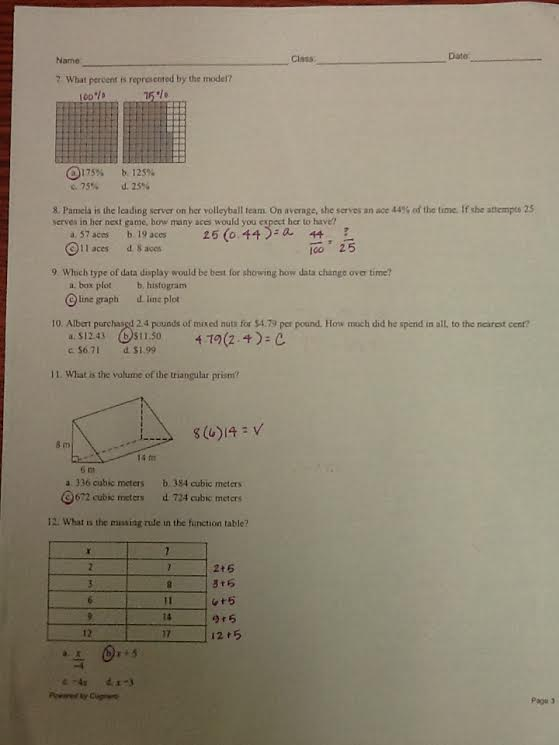 Name: Class: Date:
7. What percent is represented by the model?
100% 75%
a. 175% b. 125%
c. 75% d. 25%
8. Pamela is the leading server on her volleyball team. On average, she serves an ace 44% of the time. If she attempts 25
serves in her next game, how many aces would you expect her to have?
a. 57 aces b. 19 aces 25(0.44)=a 44/100 = ?/25
c. 11 aces d. 8 aces
9. Which type of data display would be best for showing how data change over time?
a. box plot b. histogram
c. line graph d. line plot
10. Albert purchased 2.4 pounds of mixed nuts for $4.79 per pound. How much did he spend in all, to the nearest cent?
a. $12.43 b. $11.50 4.79(2.4)=C
c. $6.71 d. $1.99
11. What is the volume of the triangular prism?
8(6)14=V
8 m
14 m
6 m
a. 336 cubic meters b. 384 cubic meters
c. 672 cubic meters d. 724 cubic meters
12. What is the missing rule in the function table?
x ?
2 7 2+5
3 8 3+5
6 11 6+5
9 14 9+5
12 17 12+5
a. x/-4 b. x + 5
c. -4x d. x - 3
Powered by Cognero Page 3